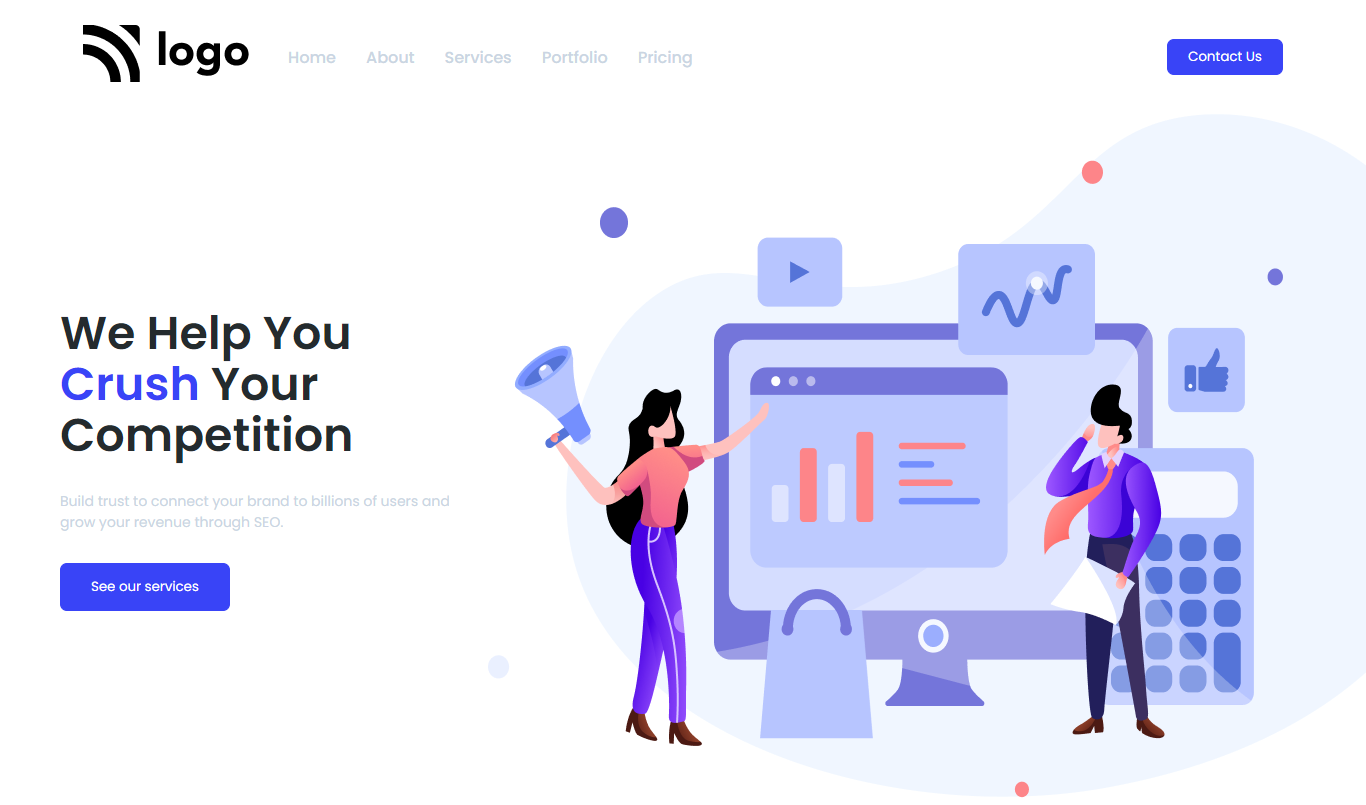 logo
Home About Services Portfolio Pricing
Contact Us
We Help You
Crush Your
Competition
Build trust to connect your brand to billions of users and
grow your revenue through SEO.
See our services